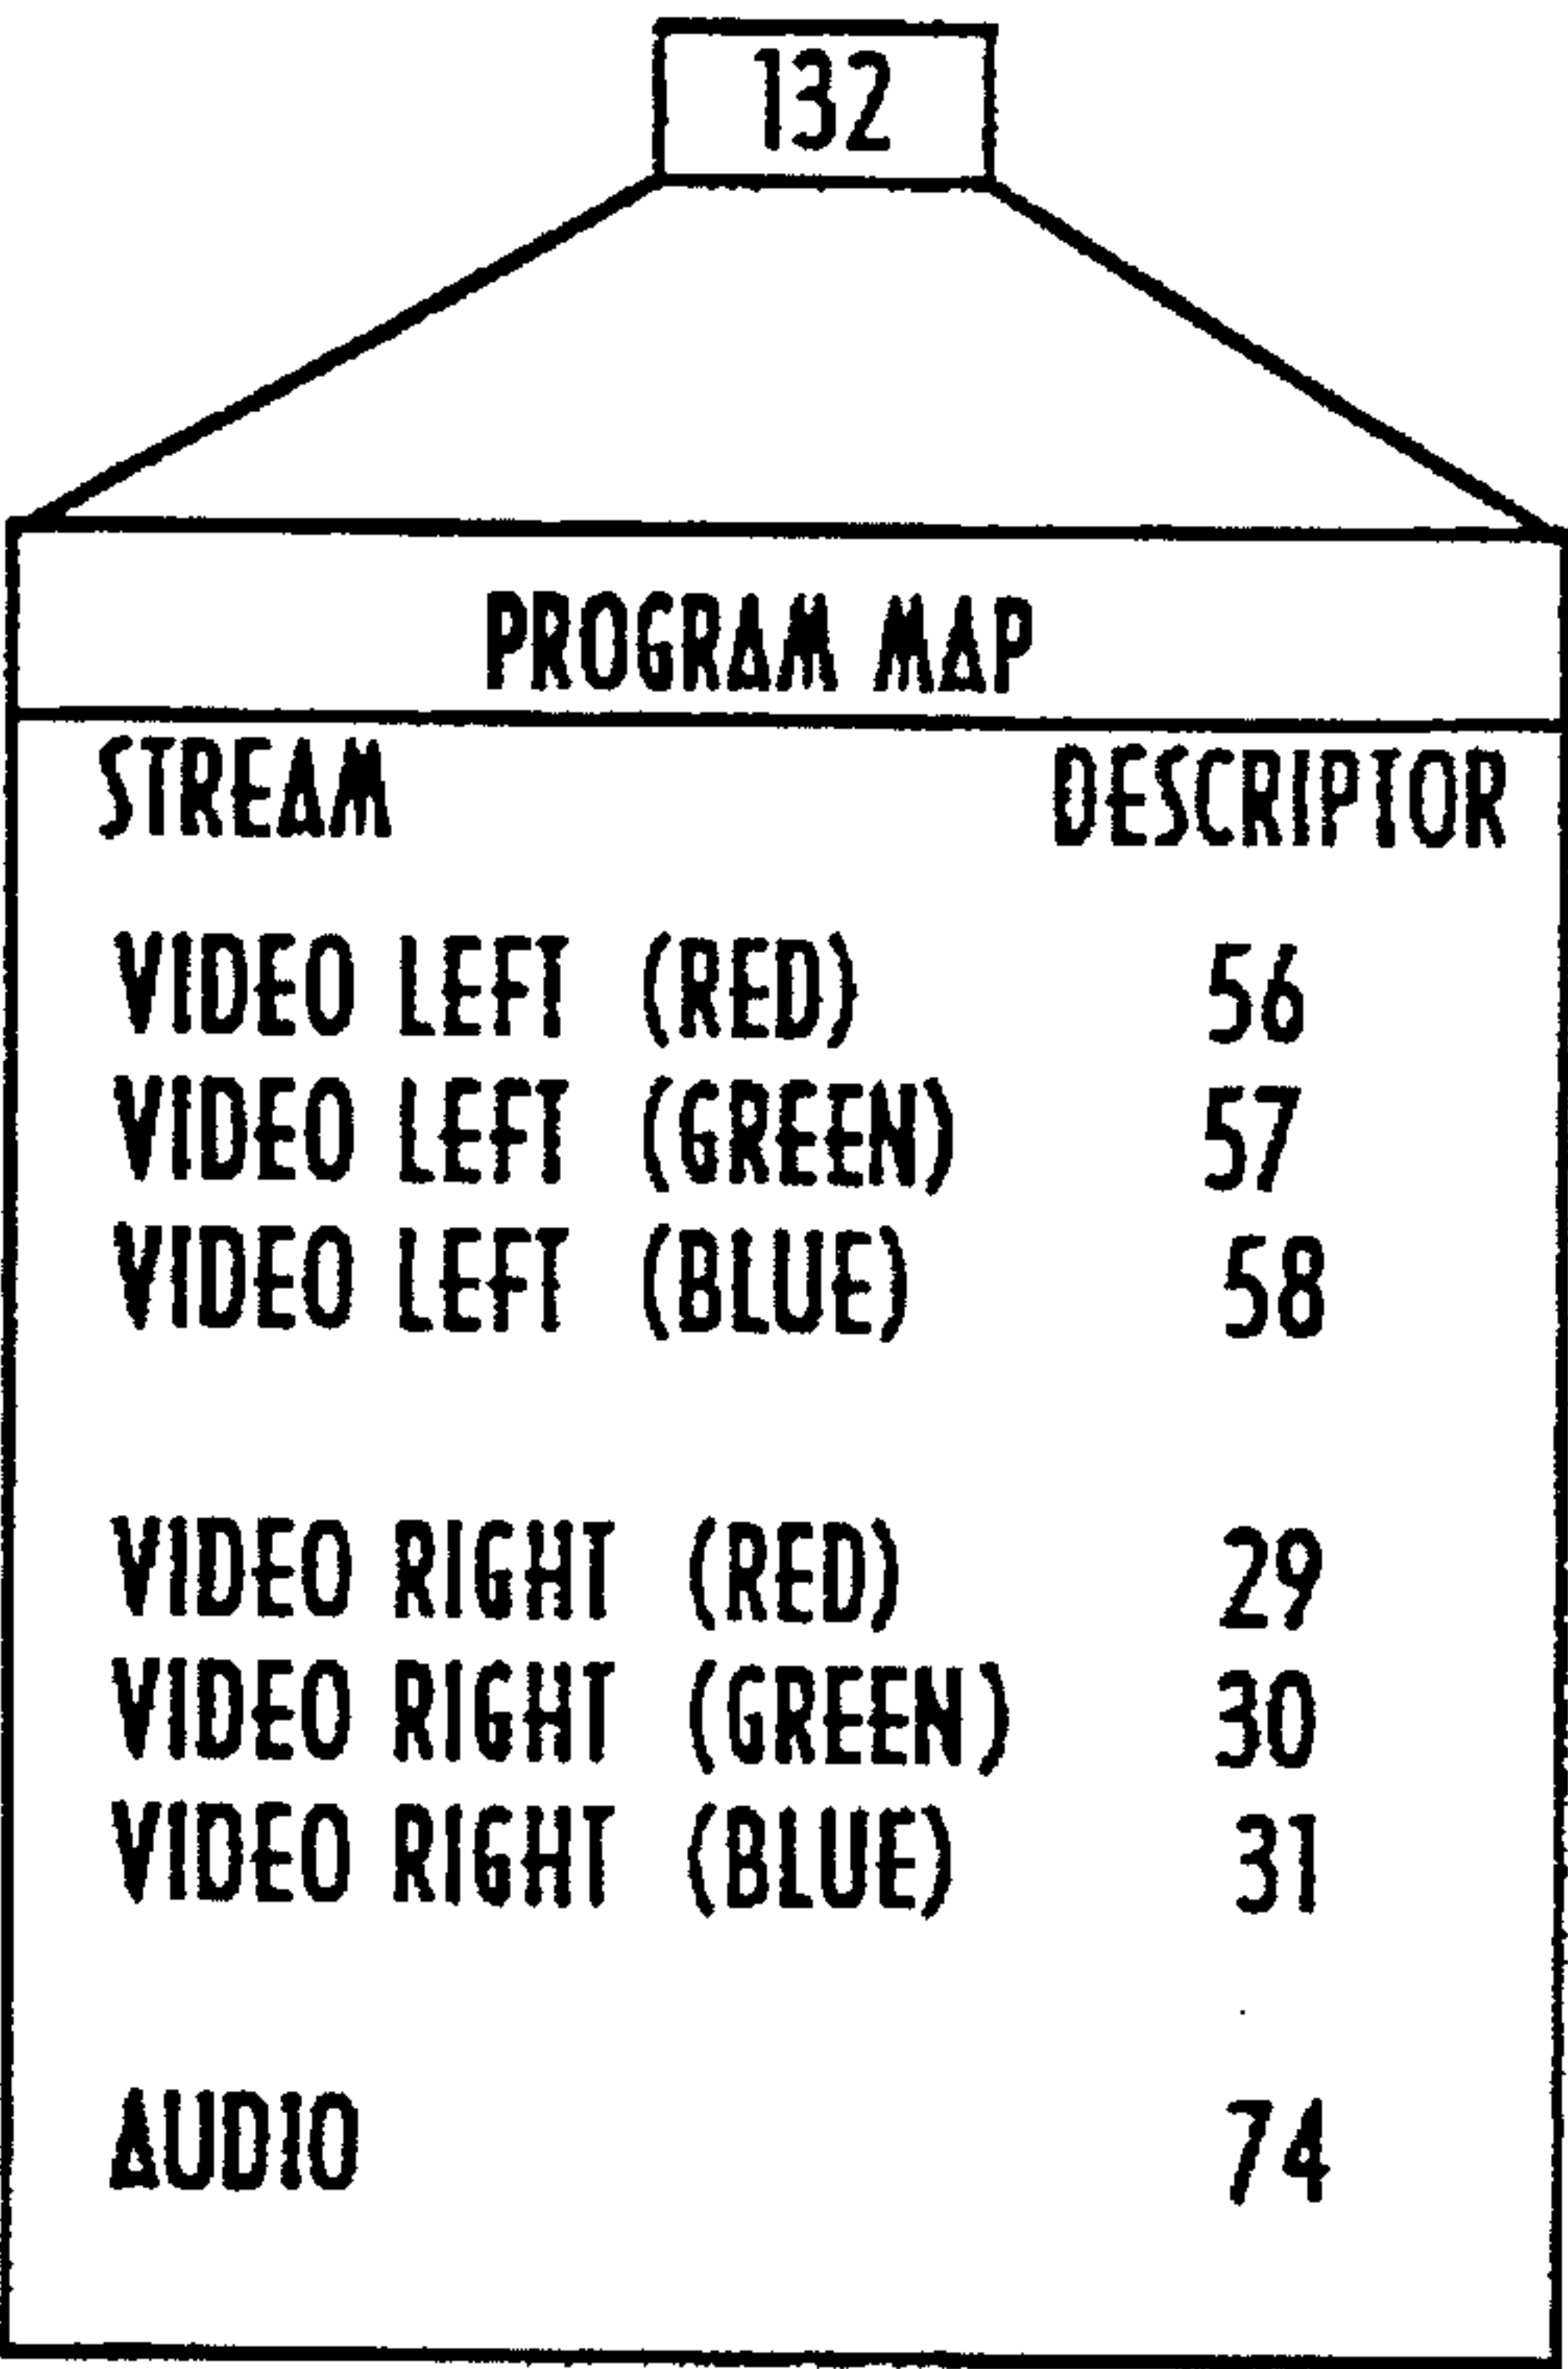 132
PROGRAM MAP
STREAM DESCRIPTOR
VIDEO LEFT (RED) 56
VIDEO LEFT (GREEN) 57
VIDEO LEFT (BLUE) 58
VIDEO RIGHT (RED) 29
VIDEO RIGHT (GREEN) 30
VIDEO RIGHT (BLUE) 31
AUDIO 74